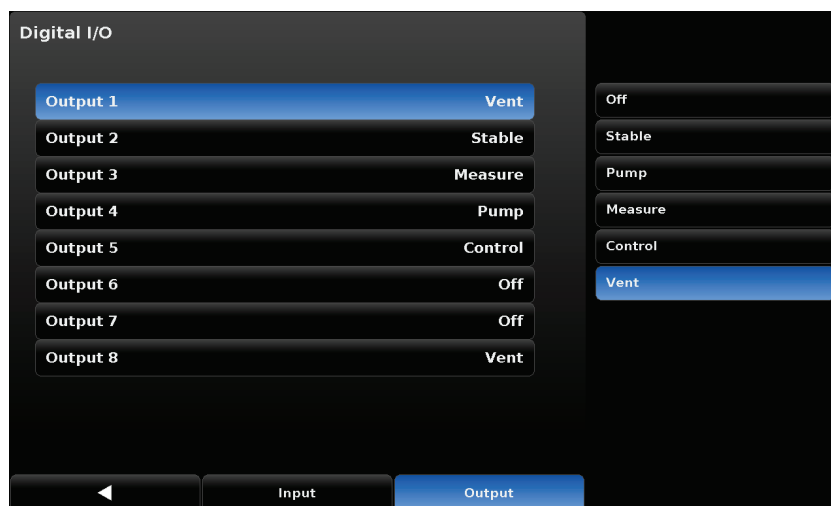 Digital I/O
Output 1 Vent
Output 2 Stable
Output 3 Measure
Output 4 Pump
Output 5 Control
Output 6 Off
Output 7 Off
Output 8 Vent
Off
Stable
Pump
Measure
Control
Vent
Input Output